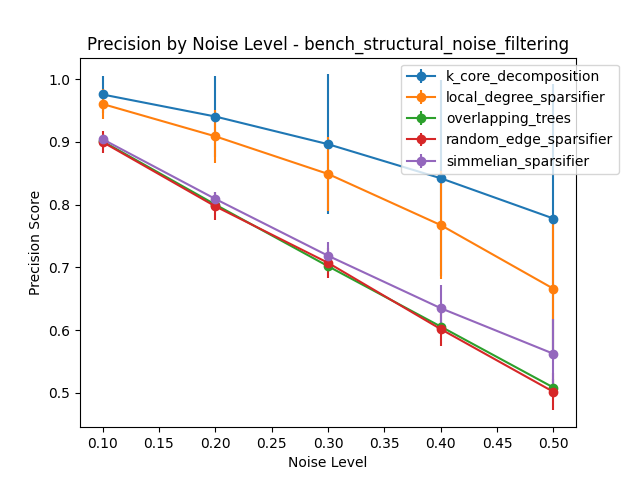 Precision by Noise Level - bench_structural_noise_filtering
1.0
0.9
0.8
0.7
0.6
0.5
Precision Score
k_core_decomposition
local_degree_sparsifier
overlapping_trees
random_edge_sparsifier
simmelian_sparsifier
0.10 0.15 0.20 0.25 0.30 0.35 0.40 0.45 0.50
Noise Level